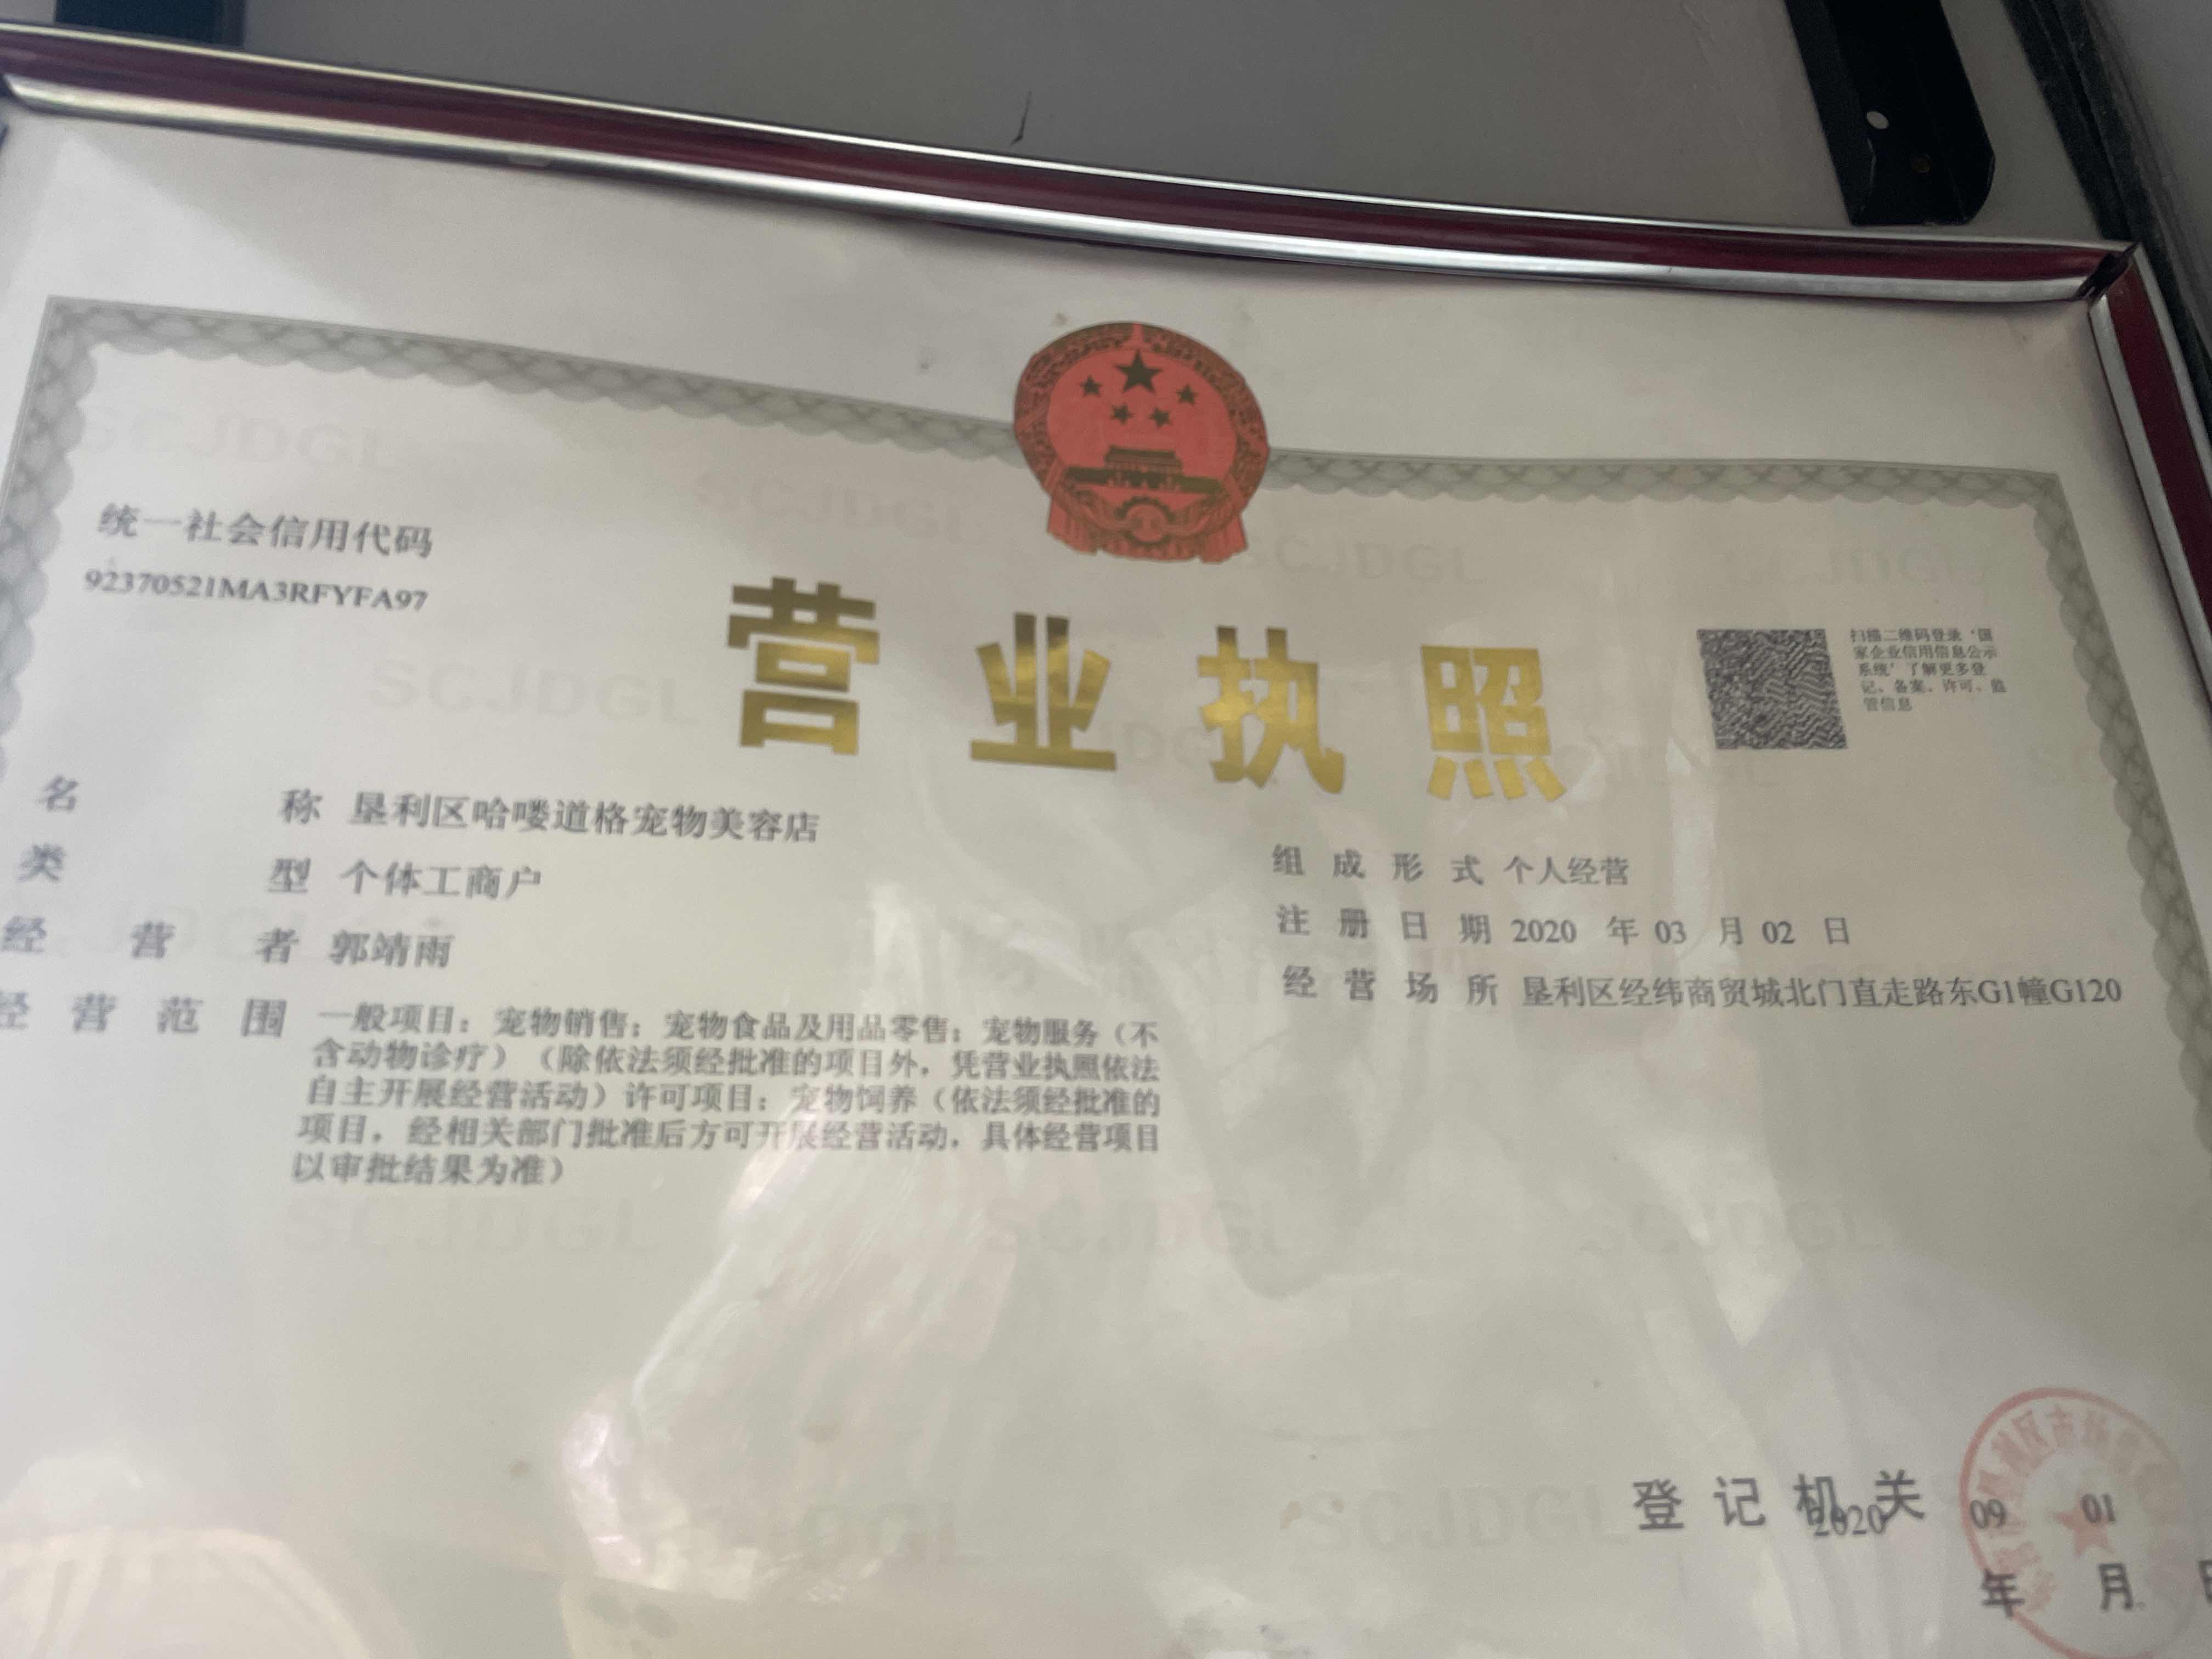 统一社会信用代码
92370521MA3RFYFA97
营业执照
扫描二维码登录‘国
家企业信用信息公示
系统’了解更多登
记、备案、许可、监
管信息
名称 垦利区哈喽道格宠物美容店
类型 个体工商户
经营者 郭靖雨
经营范围 一般项目：宠物销售；宠物食品及用品零售；宠物服务（不
含动物诊疗）（除依法须经批准的项目外，凭营业执照依法
自主开展经营活动）许可项目：宠物饲养（依法须经批准的
项目，经相关部门批准后方可开展经营活动，具体经营项目
以审批结果为准）
组成形式 个人经营
注册日期 2020 年 03 月 02 日
经营场所 垦利区经纬商贸城北门直走路东G1幢G120
登记机关
2020 09 01
年 月 日
SCJDGL